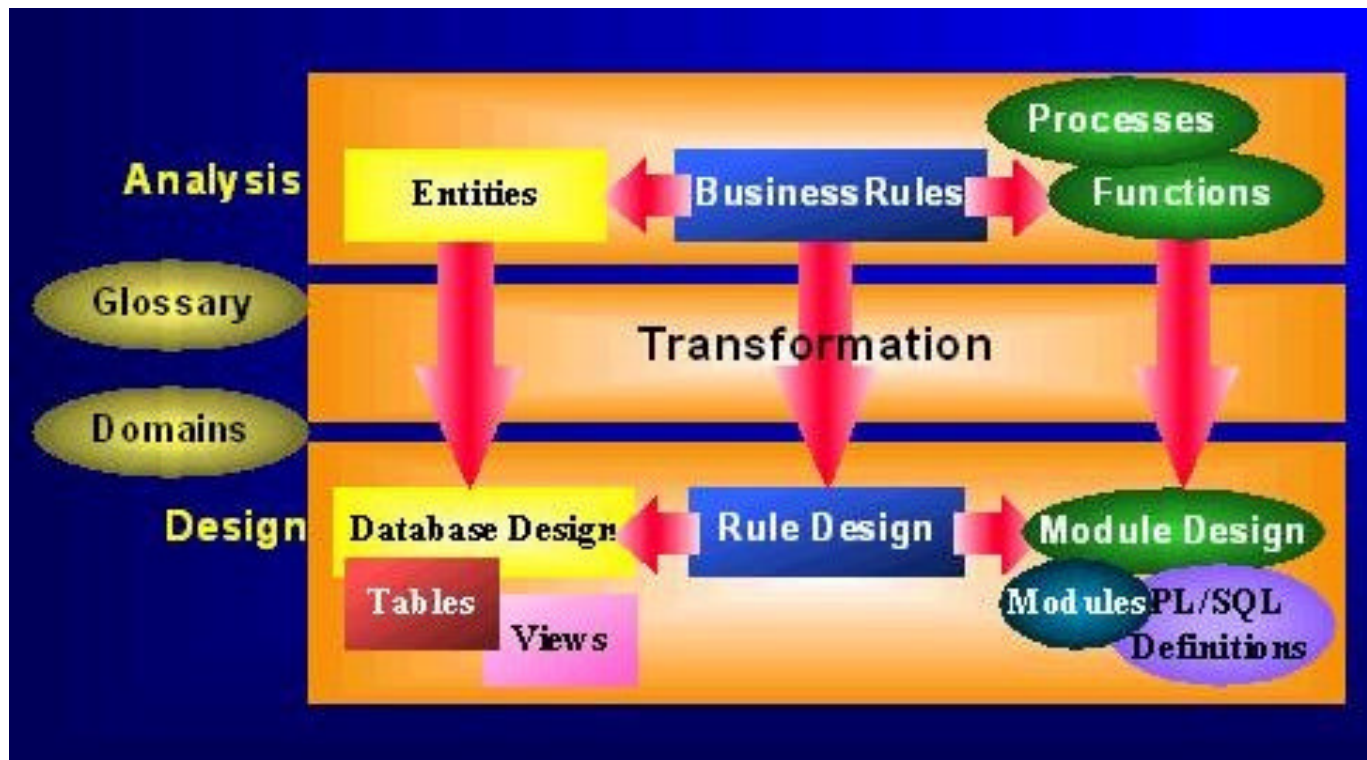 Processes
Analysis
Entities
Business Rules
Functions
Glossary
Transformation
Domains
Design
Database Design
Rule Design
Module Design
Tables
Views
Modules
PL/SQL
Definitions